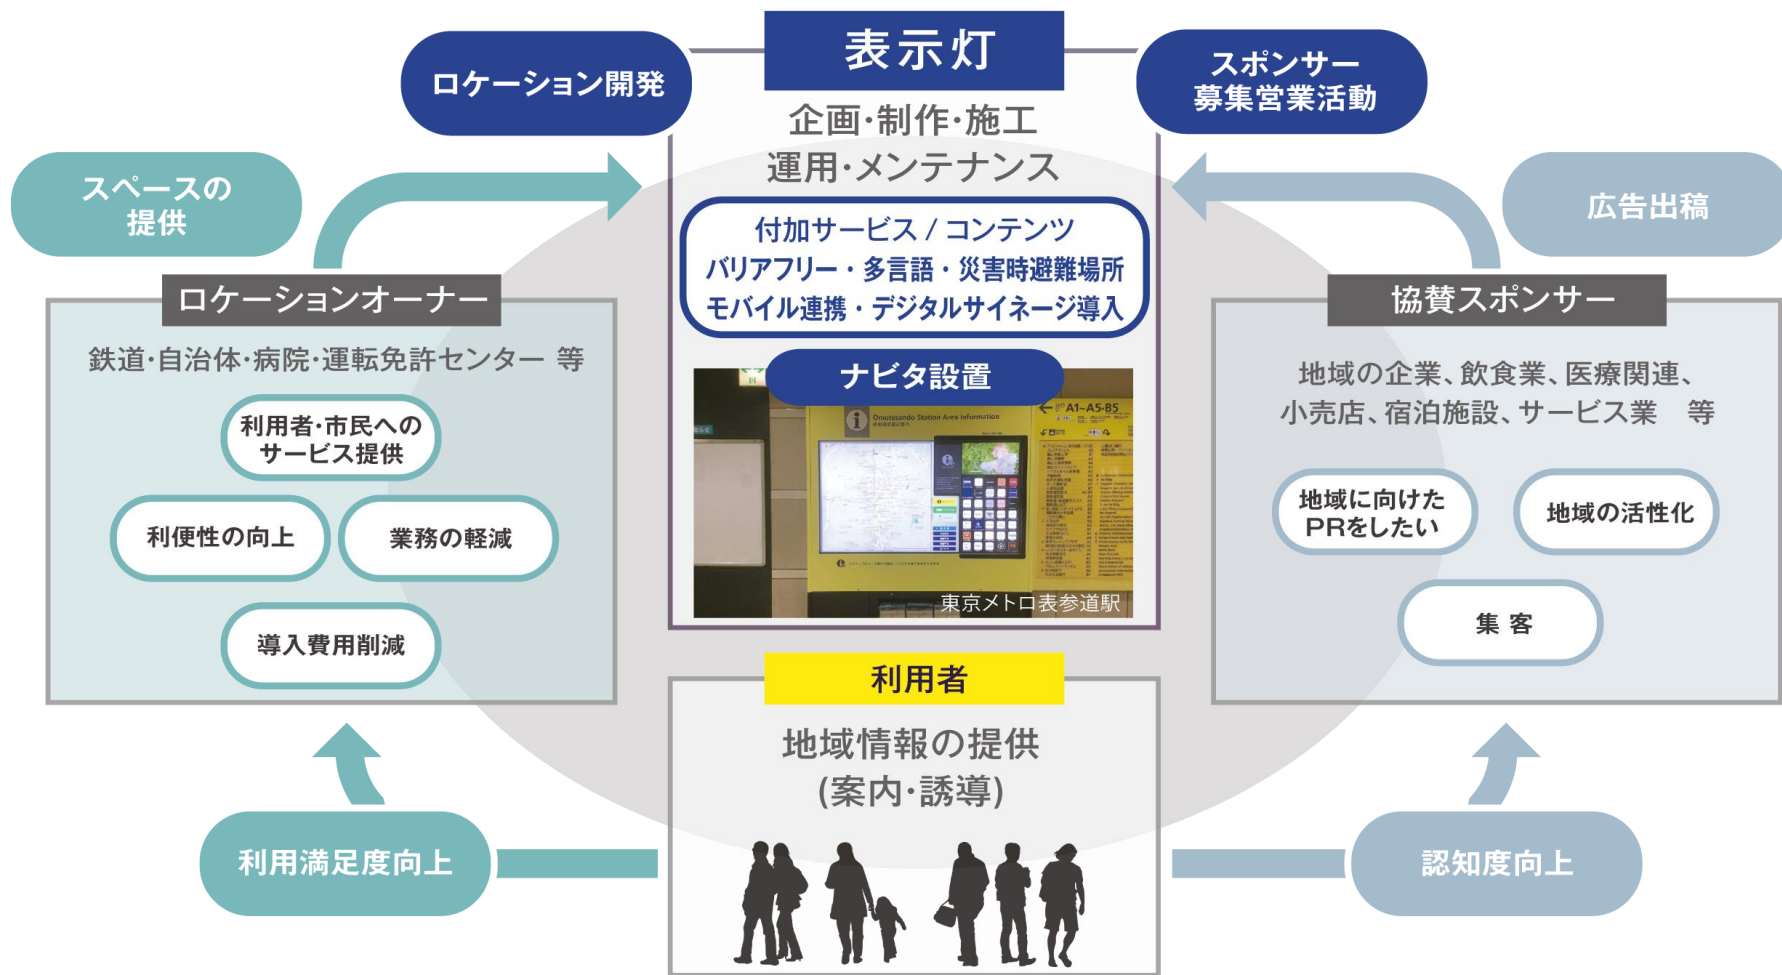 表示灯
ロケーション開発
スポンサー
募集営業活動
企画・制作・施工
運用・メンテナンス
スペースの
提供
広告出稿
付加サービス / コンテンツ
バリアフリー・多言語・災害時避難場所
モバイル連携・デジタルサイネージ導入
ロケーションオーナー
鉄道・自治体・病院・運転免許センター 等
利用者・市民への
サービス提供
利便性の向上
業務の軽減
導入費用削減
ナビタ設置
Omotesando Station Area Information
A1~A5・B5
東京メトロ表参道駅
協賛スポンサー
地域の企業、飲食業、医療関連、
小売店、宿泊施設、サービス業 等
地域に向けた
PRをしたい
地域の活性化
集 客
利用者
地域情報の提供
(案内・誘導)
利用満足度向上
認知度向上